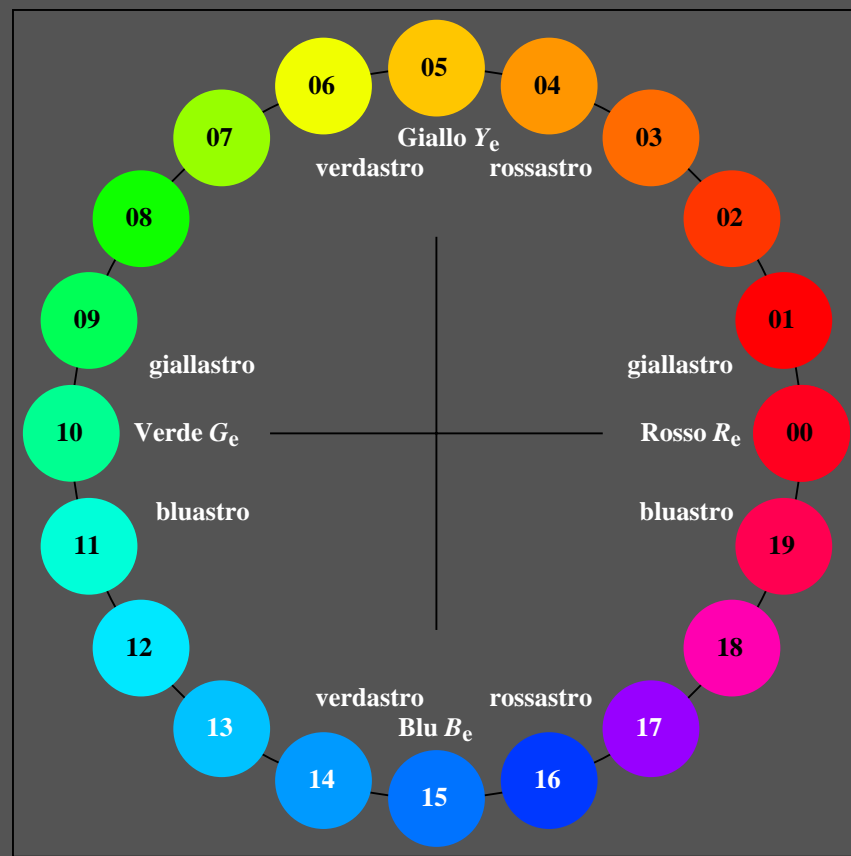 06 05 04
07 Giallo Ye 03
verdastro rossastro
08 02
09 01
giallastro giallastro
10 Verde Ge Rosso Re 00
bluastro bluastro
11 19
12 18
verdastro rossastro
13 Blu Be 17
14 15 16